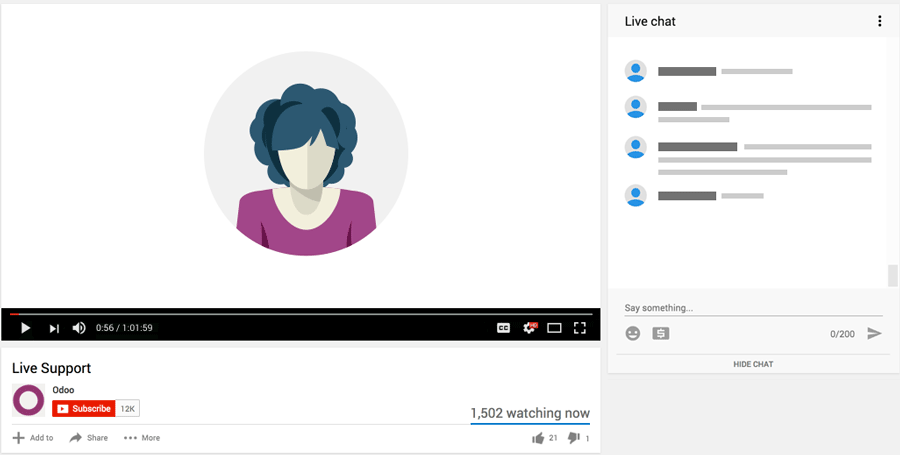 Live chat
0:56 / 1:01:59
HD
Live Support
Odoo
Subscribe
12K
1,502 watching now
Add to
Share
More
21
1
Say something...
0/200
HIDE CHAT